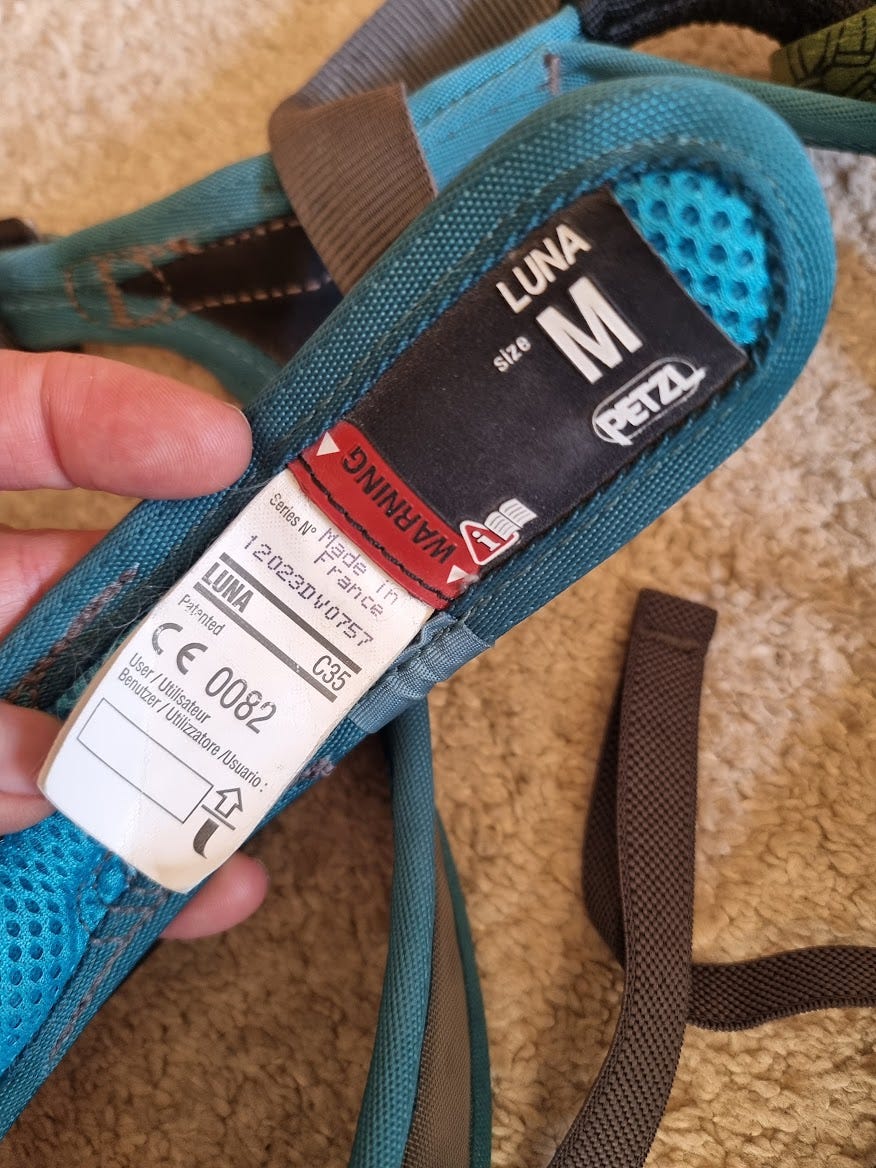 LUNA
size M
PETZL
WARNING
Series N° Made in
France
12023DV0757
LUNA C35
Patented
CE 0082
User / Utilisateur
Benutzer / Utilizzatore /Usuario :